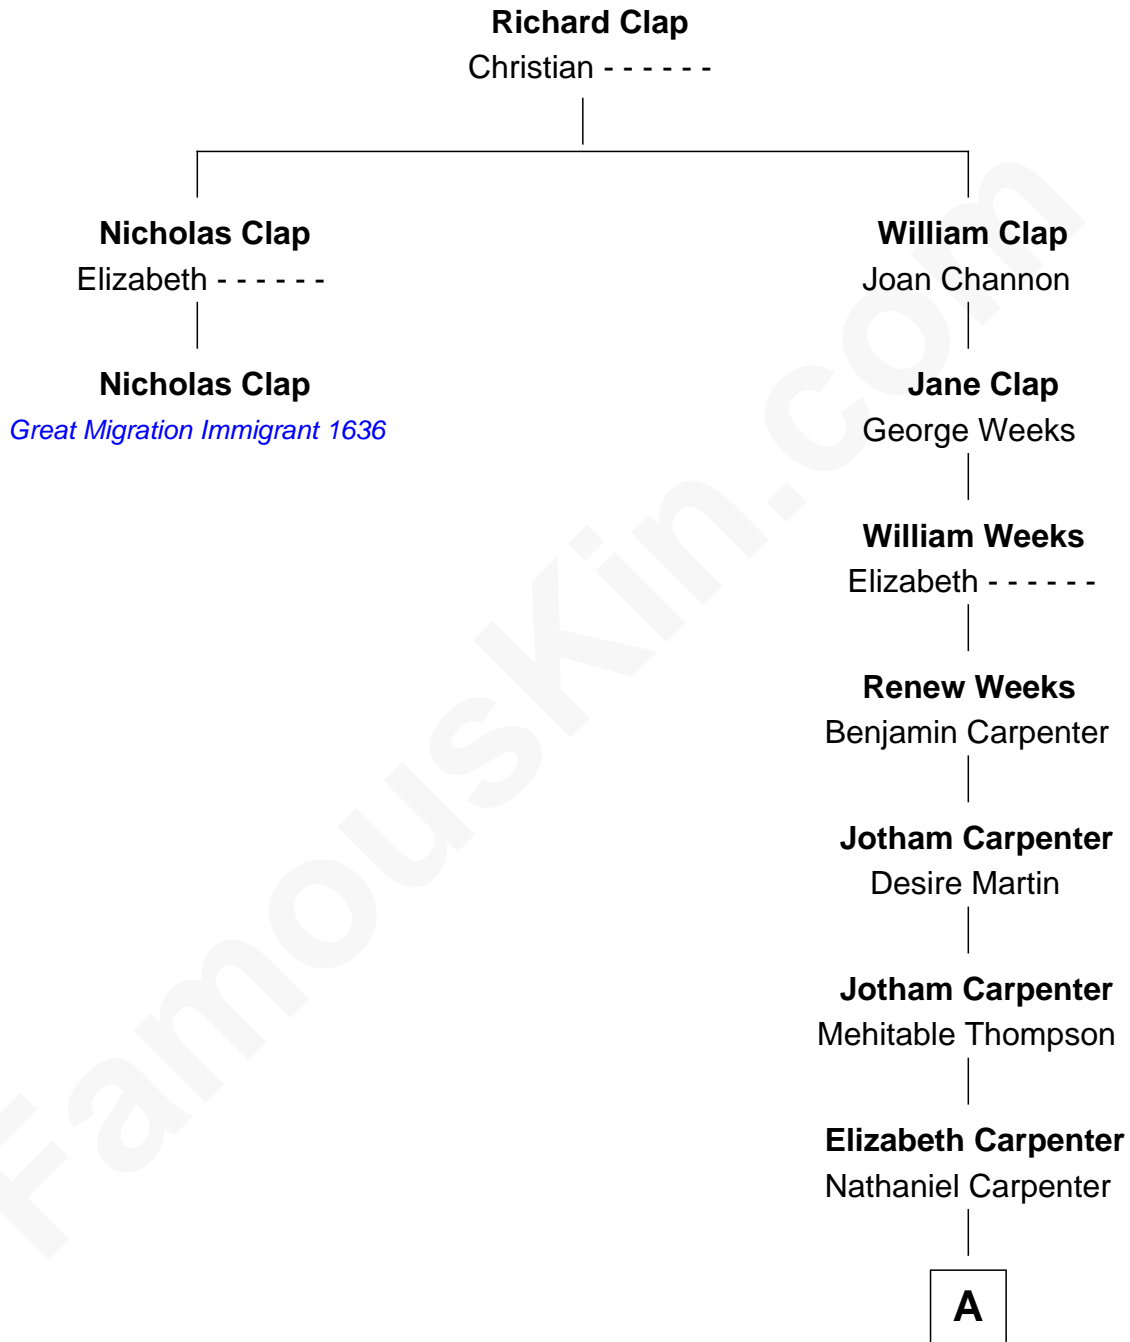 Richard Clap
Christian - - - - - -
Nicholas Clap
Elizabeth - - - - - -
Nicholas Clap
Great Migration Immigrant 1636
William Clap
Joan Channon
Jane Clap
George Weeks
William Weeks
Elizabeth - - - - - -
Renew Weeks
Benjamin Carpenter
Jotham Carpenter
Desire Martin
Jotham Carpenter
Mehitable Thompson
Elizabeth Carpenter
Nathaniel Carpenter
A
FamousKin.com